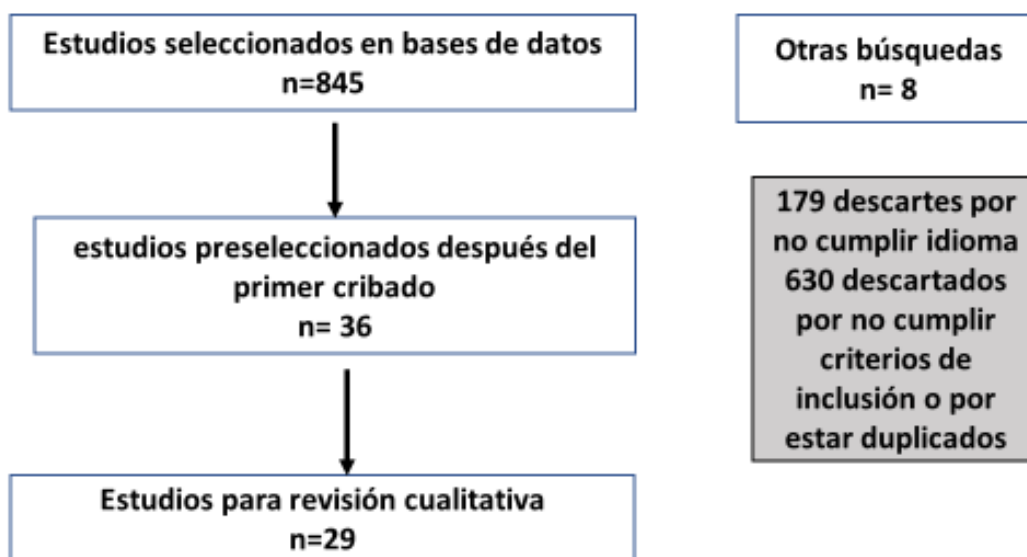 Estudios seleccionados en bases de datos
n=845
Otras búsquedas
n= 8
179 descartes por
no cumplir idioma
630 descartados
por no cumplir
criterios de
inclusión o por
estar duplicados
estudios preseleccionados después del
primer cribado
n= 36
Estudios para revisión cualitativa
n=29